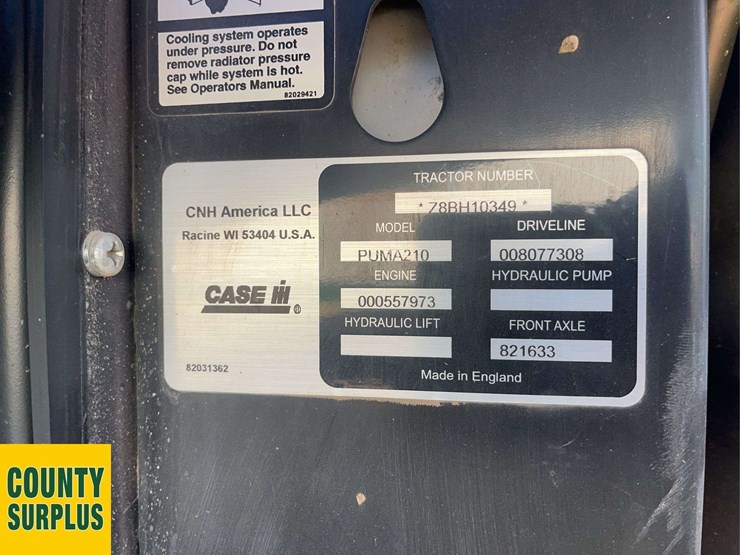 Cooling system operates
under pressure. Do not
remove radiator pressure
cap while system is hot.
See Operators Manual.
82029421
CNH America LLC
Racine WI 53404 U.S.A.
CASE IH ®
82031362
TRACTOR NUMBER
* Z8BH10349 *
MODEL DRIVELINE
PUMA210 008077308
ENGINE HYDRAULIC PUMP
000557973
HYDRAULIC LIFT FRONT AXLE
821633
Made in England
COUNTY
SURPLUS